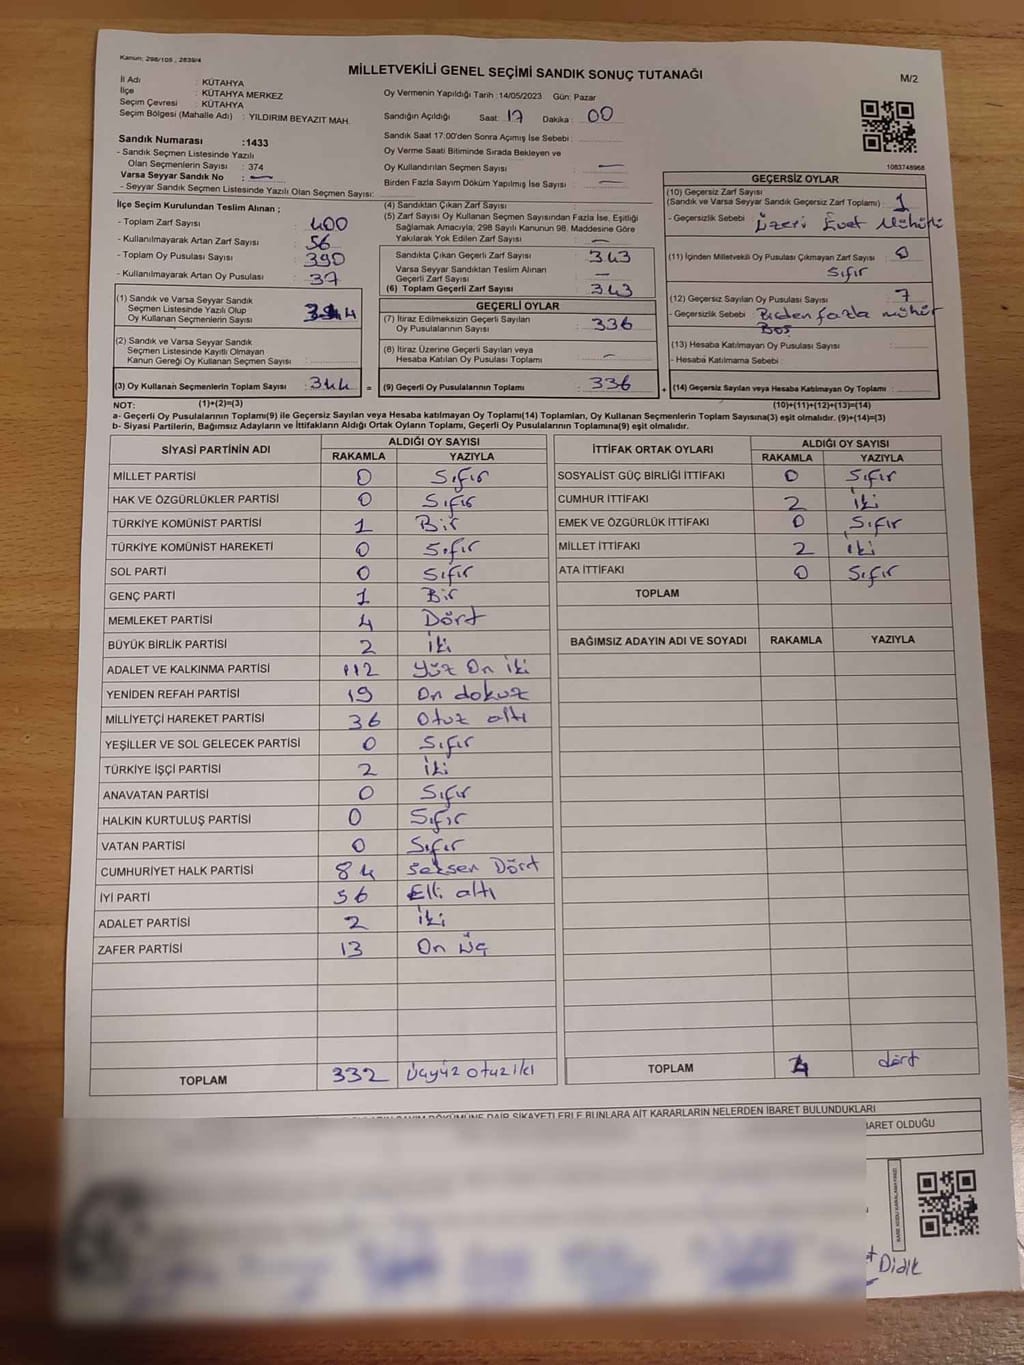 Kanun: 298/105 , 2839/4
MİLLETVEKİLİ GENEL SEÇİMİ SANDIK SONUÇ TUTANAĞI
M/2
İl Adı : KÜTAHYA
İlçe : KÜTAHYA MERKEZ
Seçim Çevresi : KÜTAHYA
Seçim Bölgesi (Mahalle Adı) : YILDIRIM BEYAZIT MAH.
Oy Vermenin Yapıldığı Tarih :14/05/2023 Gün: Pazar
Sandığın Açıldığı Saat: 17 Dakika : 00
Sandık Saat 17:00'den Sonra Açımış İse Sebebi :
Oy Verme Saati Bitiminde Sırada Bekleyen ve
Oy Kullandırılan Seçmen Sayısı : —
Birden Fazla Sayım Döküm Yapılmış İse Sayısı : —
1083748968
Sandık Numarası :1433
- Sandık Seçmen Listesinde Yazılı
Olan Seçmenlerin Sayısı : 374
Varsa Seyyar Sandık No : —
- Seyyar Sandık Seçmen Listesinde Yazılı Olan Seçmen Sayısı:
İlçe Seçim Kurulundan Teslim Alınan ;
- Toplam Zarf Sayısı : 400
- Kullanılmayarak Artan Zarf Sayısı : 56
- Toplam Oy Pusulası Sayısı : 390
- Kullanılmayarak Artan Oy Pusulası : 37
(1) Sandık ve Varsa Seyyar Sandık
Seçmen Listesinde Yazılı Olup
Oy Kullanan Seçmenlerin Sayısı
(2) Sandık ve Varsa Seyyar Sandık
Seçmen Listesinde Kayıtlı Olmayan
Kanun Gereği Oy Kullanan Seçmen Sayısı :
(3) Oy Kullanan Seçmenlerin Toplam Sayısı : 344 =
(4) Sandıktan Çıkan Zarf Sayısı :
(5) Zarf Sayısı Oy Kullanan Seçmen Sayısından Fazla İse, Eşitliği
Sağlamak Amacıyla, 298 Sayılı Kanunun 98. Maddesine Göre
Yakılarak Yok Edilen Zarf Sayısı : —
Sandıkta Çıkan Geçerli Zarf Sayısı : 343
Varsa Seyyar Sandıktan Teslim Alınan
Geçerli Zarf Sayısı : —
(6) Toplam Geçerli Zarf Sayısı : 343
GEÇERLİ OYLAR
(7) İtiraz Edilmeksizin Geçerli Sayılan
Oy Pusulalarının Sayısı : 336
(8) İtiraz Üzerine Geçerli Sayılan veya
Hesaba Katılan Oy Pusulası Toplamı : —
(9) Geçerli Oy Pusulalarının Toplamı : 336 +
GEÇERSİZ OYLAR
(10) Geçersiz Zarf Sayısı
(Sandık ve Varsa Seyyar Sandık Geçersiz Zarf Toplamı) : 1
- Geçersizlik Sebebi : Üzeri Evet Mühürlü
(11) İçinden Milletvekili Oy Pusulası Çıkmayan Zarf Sayısı : 0
Sıfır
(12) Geçersiz Sayılan Oy Pusulası Sayısı : 7
- Geçersizlik Sebebi : Birden fazla mühür
Boş
(13) Hesaba Katılmayan Oy Pusulası Sayısı :
- Hesaba Katılmama Sebebi :
(14) Geçersiz Sayılan veya Hesaba Katılmayan Oy Toplamı :
NOT: (1)+(2)=(3) (10)+(11)+(12)+(13)=(14)
a- Geçerli Oy Pusulalarının Toplamı(9) ile Geçersiz Sayılan veya Hesaba katılmayan Oy Toplamı(14) Toplamları, Oy Kullanan Seçmenlerin Toplam Sayısına(3) eşit olmalıdır. (9)+(14)=(3)
b- Siyasi Partilerin, Bağımsız Adayların ve İttifakların Aldığı Ortak Oyların Toplamı, Geçerli Oy Pusulalarının Toplamına(9) eşit olmalıdır.
SİYASİ PARTİNİN ADI ALDIĞI OY SAYISI
RAKAMLA YAZIYLA
MİLLET PARTİSİ 0 Sıfır
HAK VE ÖZGÜRLÜKLER PARTİSİ 0 Sıfır
TÜRKİYE KOMÜNİST PARTİSİ 1 Bir
TÜRKİYE KOMÜNİST HAREKETİ 0 Sıfır
SOL PARTİ 0 Sıfır
GENÇ PARTİ 1 Bir
MEMLEKET PARTİSİ 4 Dört
BÜYÜK BİRLİK PARTİSİ 2 İki
ADALET VE KALKINMA PARTİSİ 112 Yüz On iki
YENİDEN REFAH PARTİSİ 19 On dokuz
MİLLİYETÇİ HAREKET PARTİSİ 36 Otuz altı
YEŞİLLER VE SOL GELECEK PARTİSİ 0 Sıfır
TÜRKİYE İŞÇİ PARTİSİ 2 İki
ANAVATAN PARTİSİ 0 Sıfır
HALKIN KURTULUŞ PARTİSİ 0 Sıfır
VATAN PARTİSİ 0 Sıfır
CUMHURİYET HALK PARTİSİ 84 Seksen Dört
İYİ PARTİ 56 Elli altı
ADALET PARTİSİ 2 İki
ZAFER PARTİSİ 13 On üç
TOPLAM 332 Üçyüz otuz iki
İTTİFAK ORTAK OYLARI ALDIĞI OY SAYISI
RAKAMLA YAZIYLA
SOSYALİST GÜÇ BİRLİĞİ İTTİFAKI 0 Sıfır
CUMHUR İTTİFAKI 2 İki
EMEK VE ÖZGÜRLÜK İTTİFAKI 0 Sıfır
MİLLET İTTİFAKI 2 İki
ATA İTTİFAKI 0 Sıfır
TOPLAM
BAĞIMSIZ ADAYIN ADI VE SOYADI RAKAMLA YAZIYLA
TOPLAM 4 dört
DÖKÜMÜNE DAİR ŞİKAYETLERLE BUNLARA AİT KARARLARIN NELERDEN İBARET BULUNDUKLARI